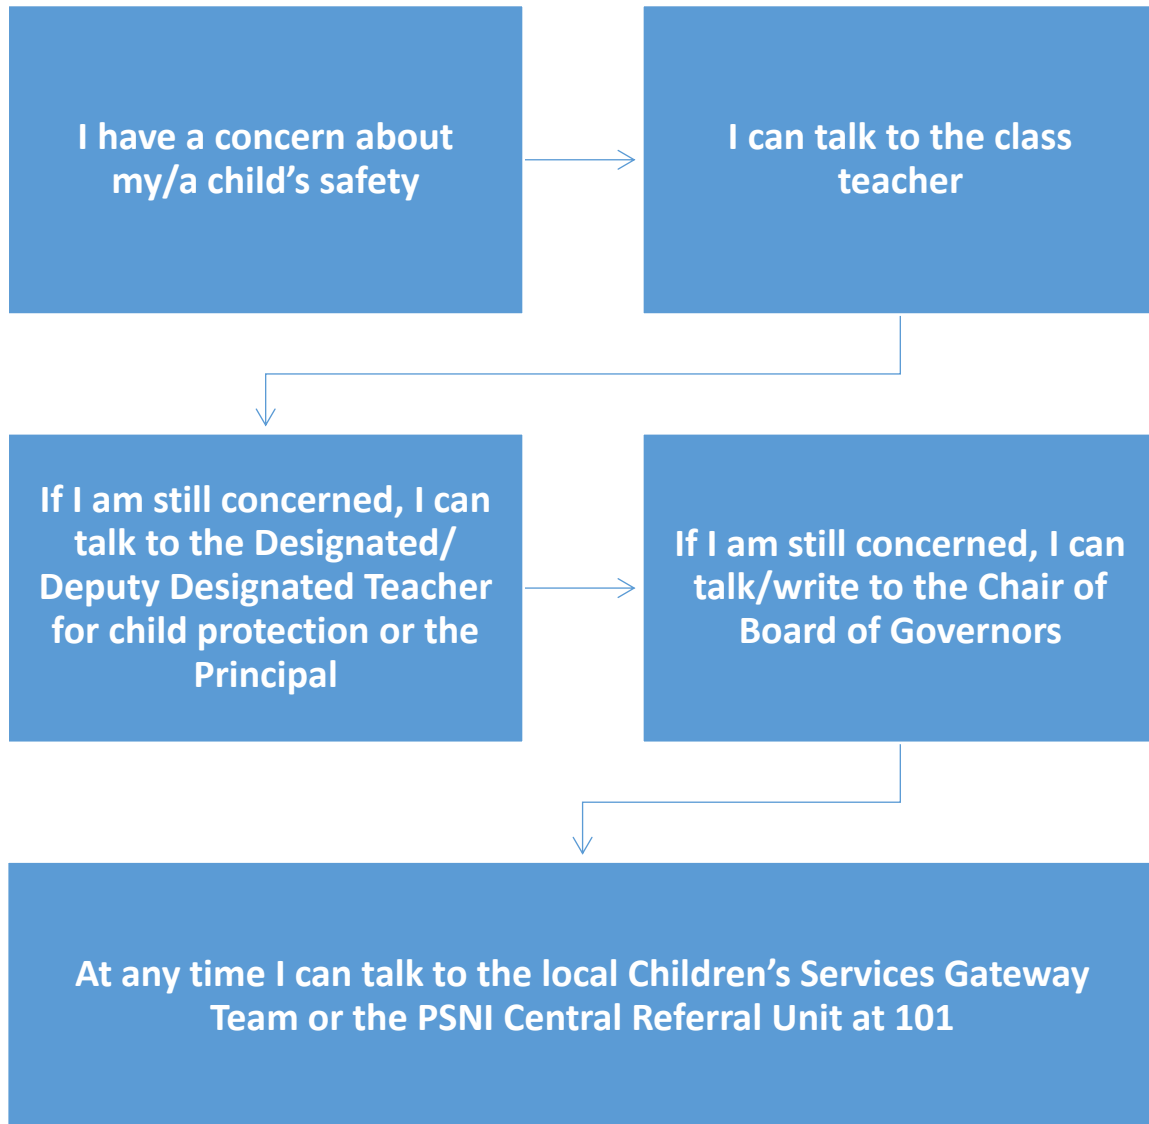 I have a concern about
my/a child’s safety
I can talk to the class
teacher
If I am still concerned, I can
talk to the Designated/
Deputy Designated Teacher
for child protection or the
Principal
If I am still concerned, I can
talk/write to the Chair of
Board of Governors
At any time I can talk to the local Children’s Services Gateway
Team or the PSNI Central Referral Unit at 101